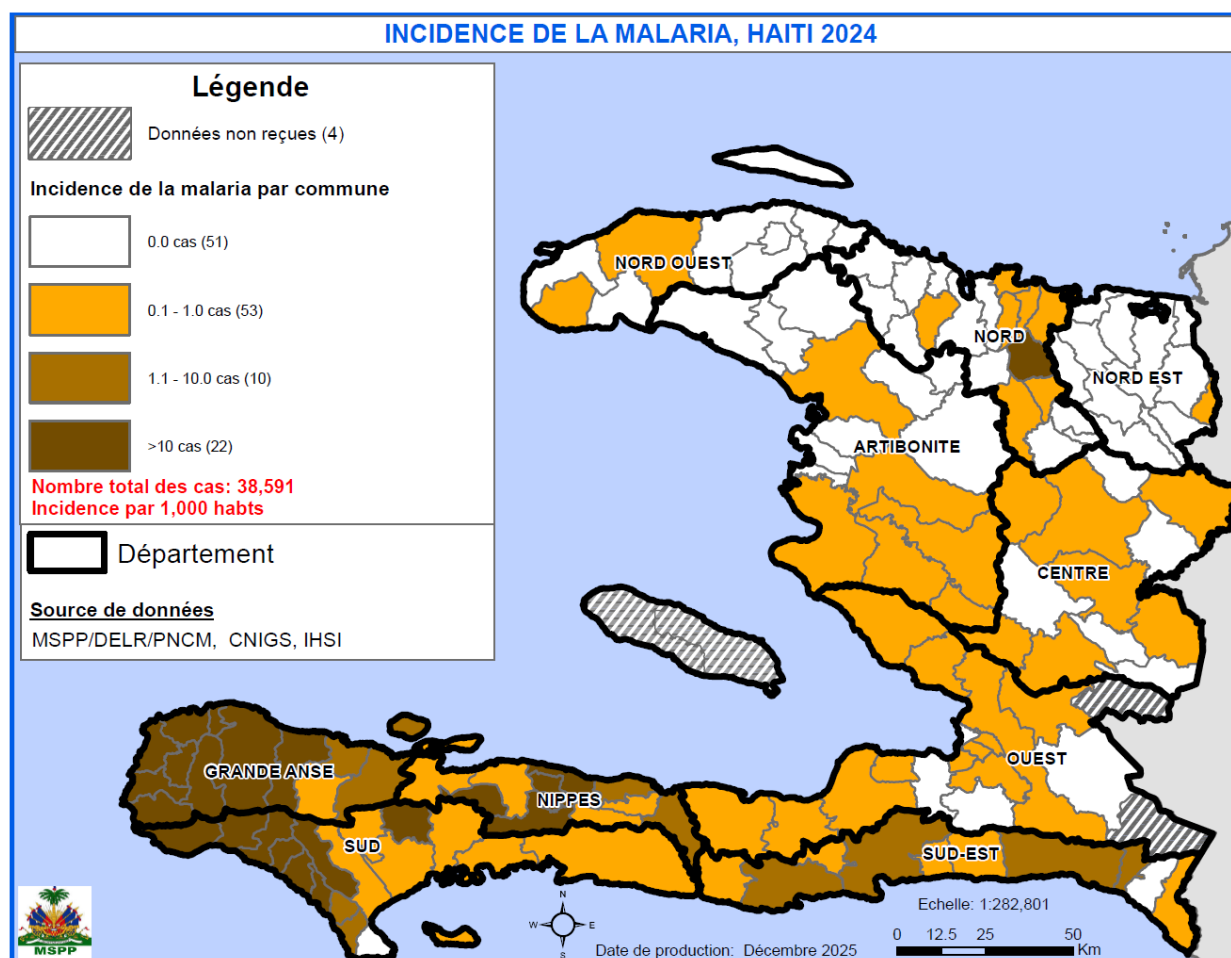 INCIDENCE DE LA MALARIA, HAITI 2024
Légende
Données non reçues (4)
Incidence de la malaria par commune
0.0 cas (51)
0.1 - 1.0 cas (53)
1.1 - 10.0 cas (10)
>10 cas (22)
Nombre total des cas: 38,591
Incidence par 1,000 habts
Département
Source de données
MSPP/DELR/PNCM, CNIGS, IHSI
NORD OUEST
NORD
NORD EST
ARTIBONITE
CENTRE
OUEST
GRANDE ANSE
NIPPES
SUD
SUD-EST
MSPP
N
W
E
S
Echelle: 1:282,801
0 12.5 25 50
Km
Date de production: Décembre 2025